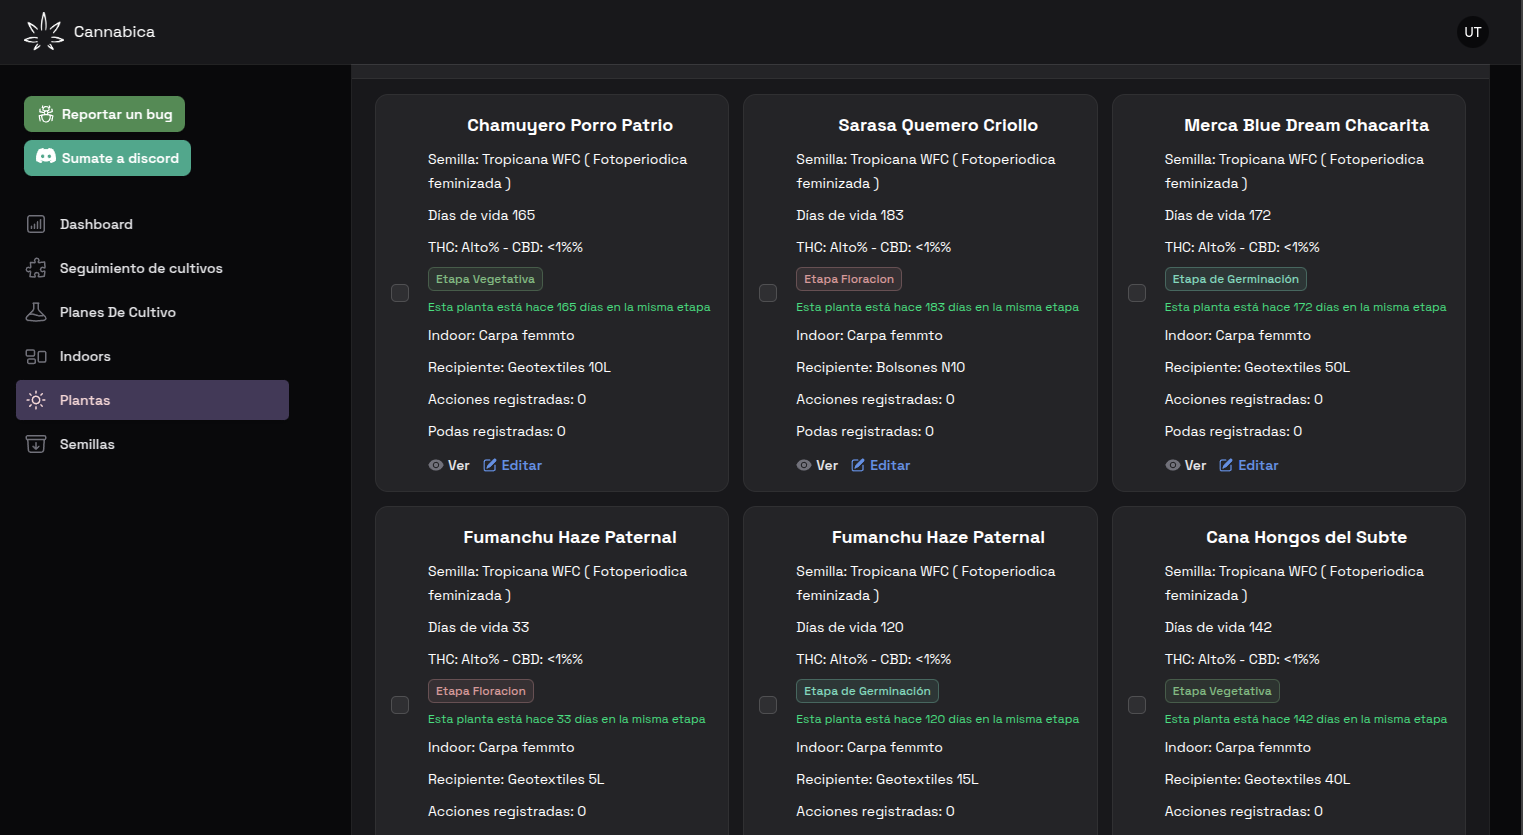 Cannabica
UT
Reportar un bug
Sumate a discord
Dashboard
Seguimiento de cultivos
Planes De Cultivo
Indoors
Plantas
Semillas
Chamuyero Porro Patrio
Semilla: Tropicana WFC ( Fotoperiodica
feminizada )
Días de vida 165
THC: Alto% - CBD: <1%%
Etapa Vegetativa
Esta planta está hace 165 días en la misma etapa
Indoor: Carpa femmto
Recipiente: Geotextiles 10L
Acciones registradas: 0
Podas registradas: 0
Ver Editar
Sarasa Quemero Criollo
Semilla: Tropicana WFC ( Fotoperiodica
feminizada )
Días de vida 183
THC: Alto% - CBD: <1%%
Etapa Floracion
Esta planta está hace 183 días en la misma etapa
Indoor: Carpa femmto
Recipiente: Bolsones N10
Acciones registradas: 0
Podas registradas: 0
Ver Editar
Merca Blue Dream Chacarita
Semilla: Tropicana WFC ( Fotoperiodica
feminizada )
Días de vida 172
THC: Alto% - CBD: <1%%
Etapa de Germinación
Esta planta está hace 172 días en la misma etapa
Indoor: Carpa femmto
Recipiente: Geotextiles 50L
Acciones registradas: 0
Podas registradas: 0
Ver Editar
Fumanchu Haze Paternal
Semilla: Tropicana WFC ( Fotoperiodica
feminizada )
Días de vida 33
THC: Alto% - CBD: <1%%
Etapa Floracion
Esta planta está hace 33 días en la misma etapa
Indoor: Carpa femmto
Recipiente: Geotextiles 5L
Acciones registradas: 0
Fumanchu Haze Paternal
Semilla: Tropicana WFC ( Fotoperiodica
feminizada )
Días de vida 120
THC: Alto% - CBD: <1%%
Etapa de Germinación
Esta planta está hace 120 días en la misma etapa
Indoor: Carpa femmto
Recipiente: Geotextiles 15L
Acciones registradas: 0
Cana Hongos del Subte
Semilla: Tropicana WFC ( Fotoperiodica
feminizada )
Días de vida 142
THC: Alto% - CBD: <1%%
Etapa Vegetativa
Esta planta está hace 142 días en la misma etapa
Indoor: Carpa femmto
Recipiente: Geotextiles 40L
Acciones registradas: 0